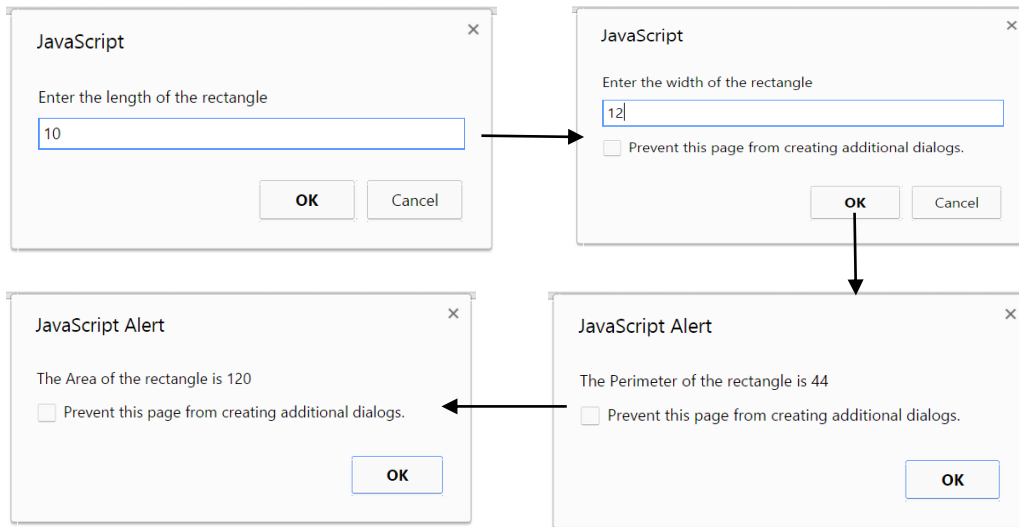 JavaScript
Enter the length of the rectangle
10
OK Cancel
JavaScript
Enter the width of the rectangle
12
Prevent this page from creating additional dialogs.
OK Cancel
JavaScript Alert
The Perimeter of the rectangle is 44
Prevent this page from creating additional dialogs.
OK
JavaScript Alert
The Area of the rectangle is 120
Prevent this page from creating additional dialogs.
OK